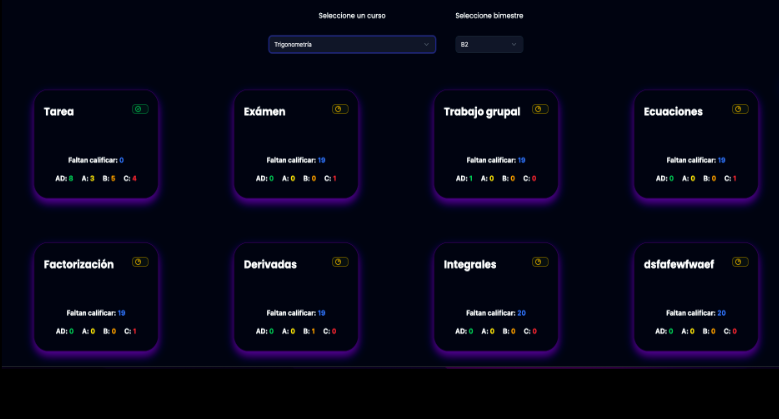 Seleccione un curso Seleccione bimestre
Trigonometría B2
Tarea Exámen Trabajo grupal Ecuaciones
Faltan calificar: 0 Faltan calificar: 19 Faltan calificar: 19 Faltan calificar: 19
AD: 8 A: 3 B: 5 C: 4 AD: 0 A: 0 B: 0 C: 1 AD: 1 A: 0 B: 0 C: 0 AD: 0 A: 0 B: 0 C: 1
Factorización Derivadas Integrales dsfafewfwaef
Faltan calificar: 19 Faltan calificar: 19 Faltan calificar: 20 Faltan calificar: 20
AD: 0 A: 0 B: 0 C: 1 AD: 0 A: 0 B: 1 C: 0 AD: 0 A: 0 B: 0 C: 0 AD: 0 A: 0 B: 0 C: 0